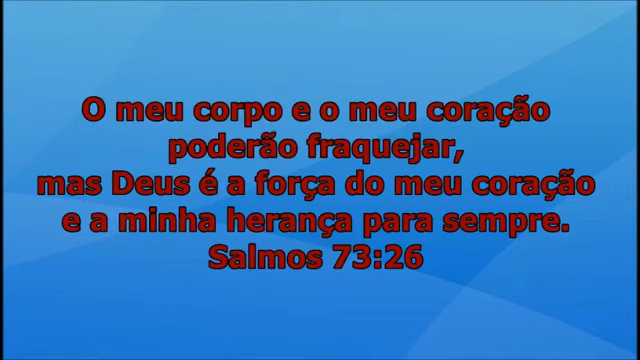 O meu corpo e o meu coração
poderão fraquejar,
mas Deus é a força do meu coração
e a minha herança para sempre.
Salmos 73:26